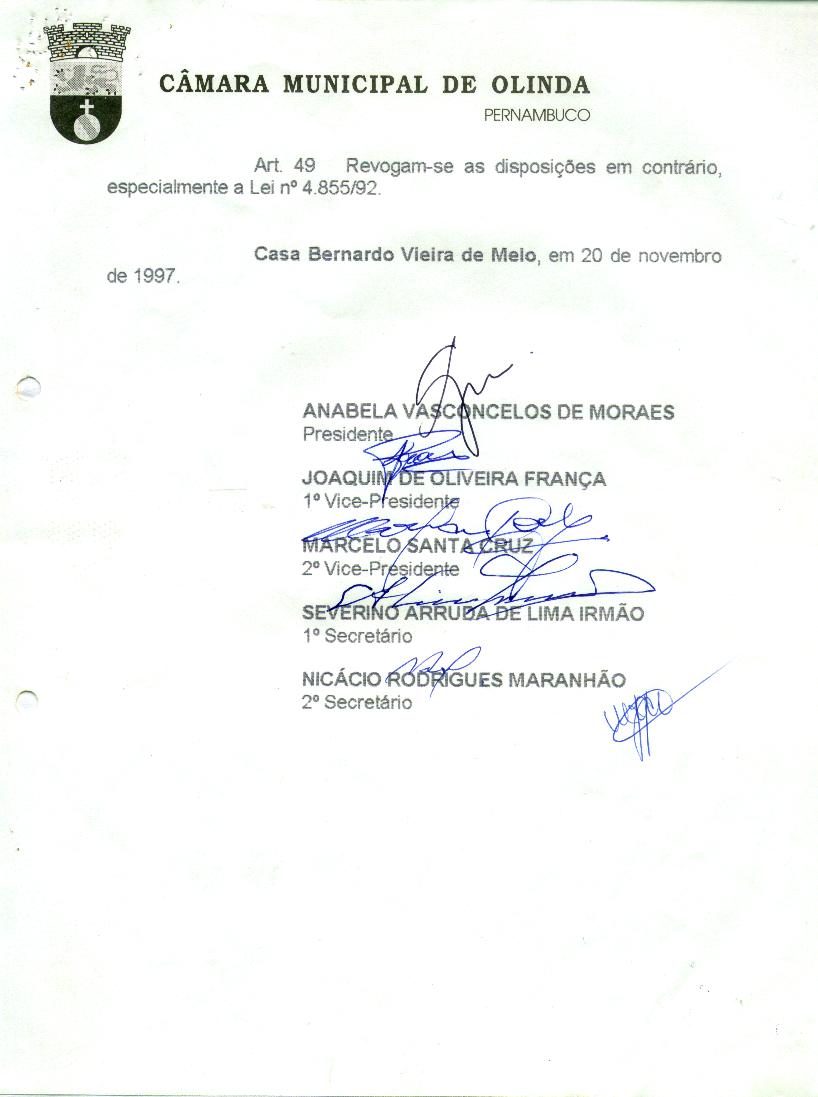 CÂMARA MUNICIPAL DE OLINDA
PERNAMBUCO
Art. 49 Revogam-se as disposições em contrário,
especialmente a Lei nº 4.855/92.
Casa Bernardo Vieira de Melo, em 20 de novembro
de 1997.
ANABELA VASCONCELOS DE MORAES
Presidente
JOAQUIM DE OLIVEIRA FRANÇA
1º Vice-Presidente
MARCELO SANTA CRUZ
2º Vice-Presidente
SEVERINO ARRUDA DE LIMA IRMÃO
1º Secretário
NICÁCIO RODRIGUES MARANHÃO
2º Secretário